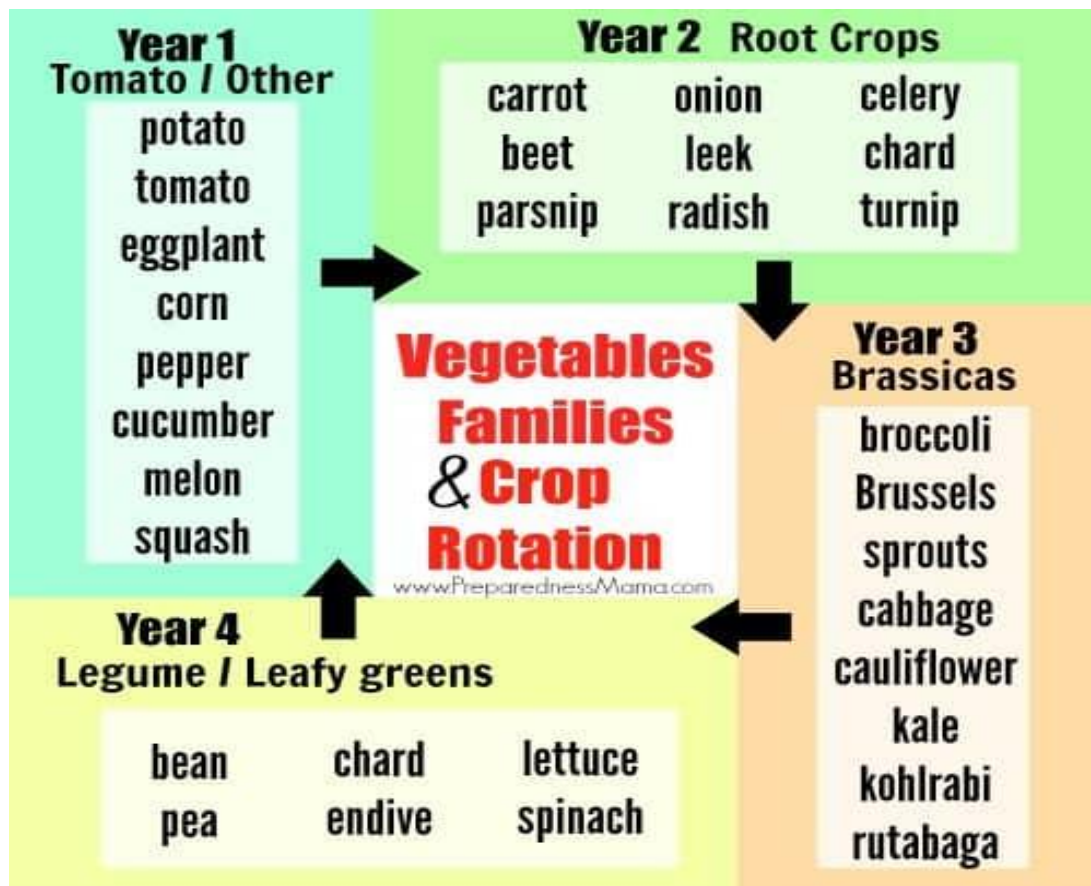 Year 1
Tomato / Other
potato
tomato
eggplant
corn
pepper
cucumber
melon
squash
Year 2 Root Crops
carrot onion celery
beet leek chard
parsnip radish turnip
Vegetables
Families
& Crop
Rotation
www.PreparednessMama.com
Year 3
Brassicas
broccoli
Brussels
sprouts
cabbage
cauliflower
kale
kohlrabi
rutabaga
Year 4
Legume / Leafy greens
bean chard lettuce
pea endive spinach